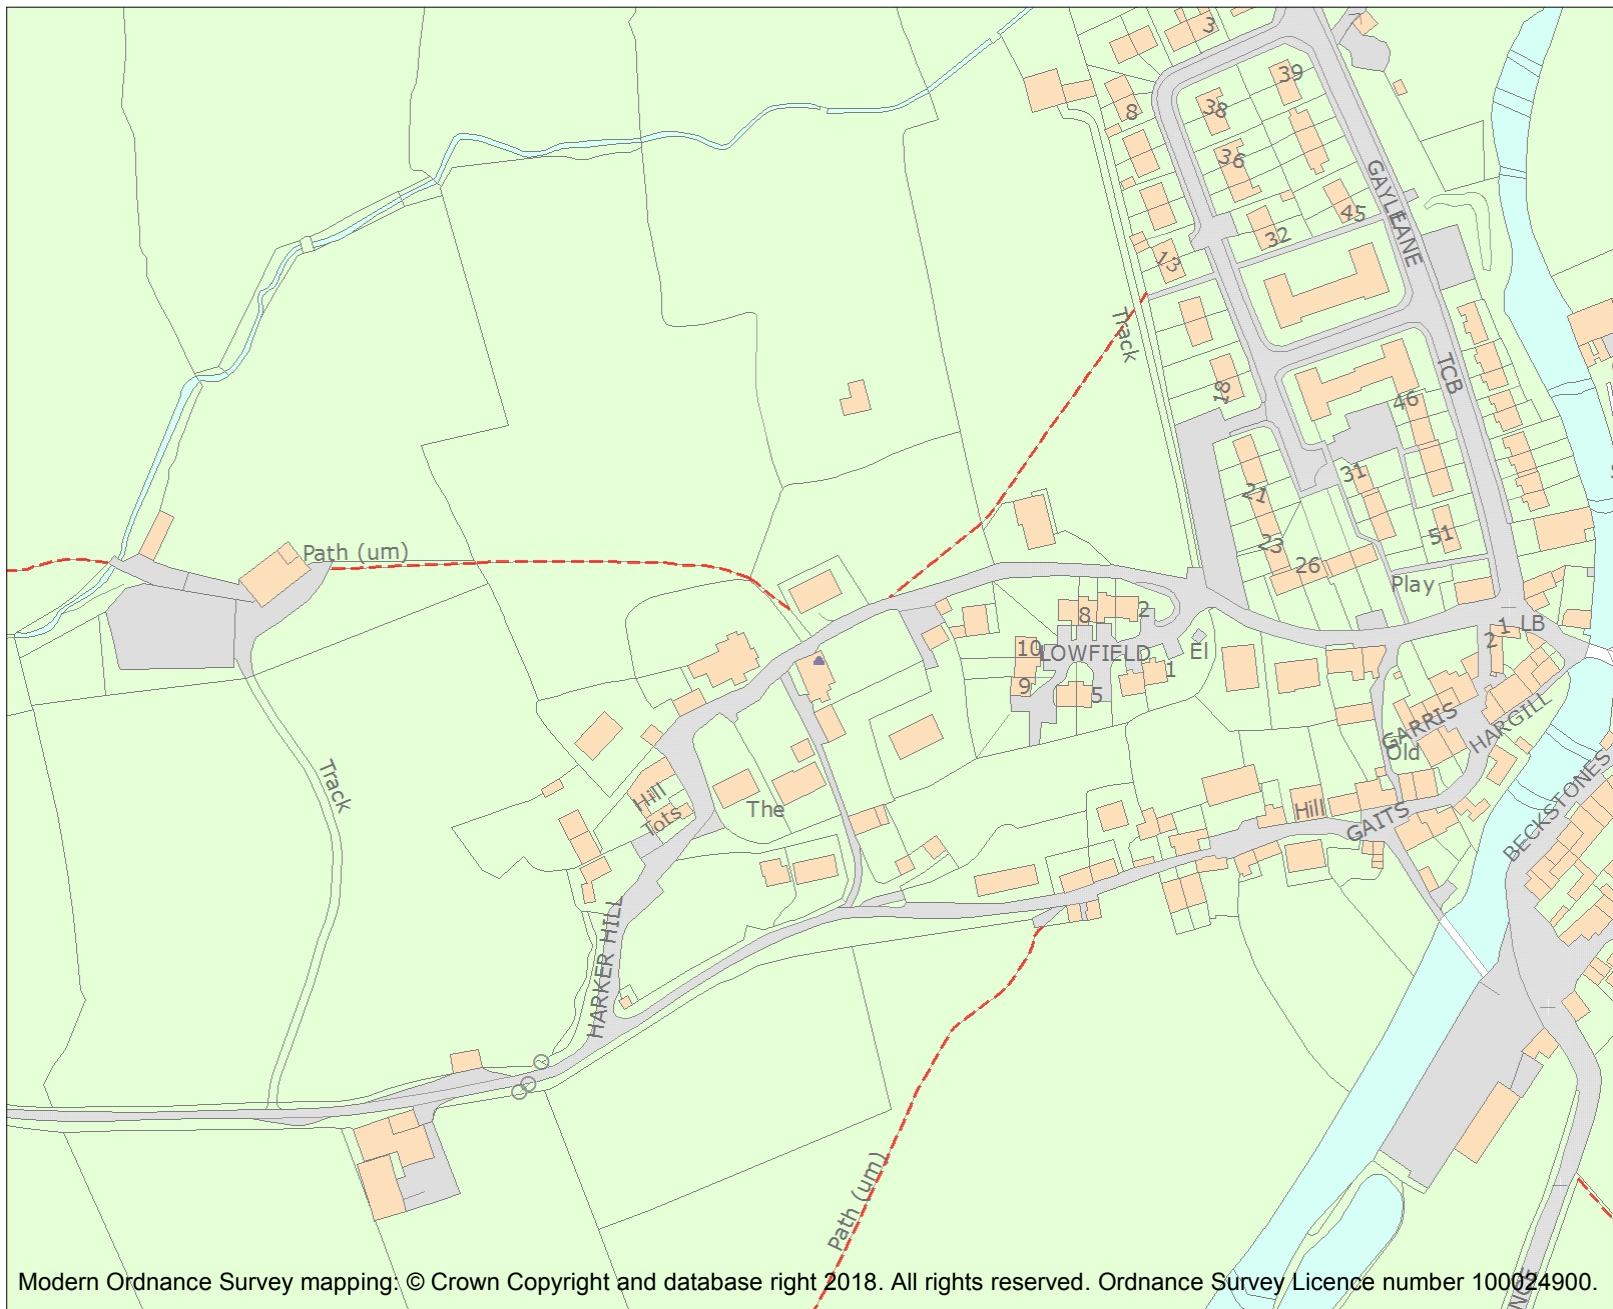 3
39
38
8
36
45
32
13
GAYLE LANE
Track
TCB
18
46
31
21
51
23
26
Path (um)
Play
8
2
1
LB
2
10
LOWFIELD
El
1
9
5
GARRIS
HARGILL
Old
Track
Hill
Tots
The
Hill
GAITS
BECKSTONES
HARKER HILL
Path (um)
Modern Ordnance Survey mapping: © Crown Copyright and database right 2018. All rights reserved. Ordnance Survey Licence number 100024900.